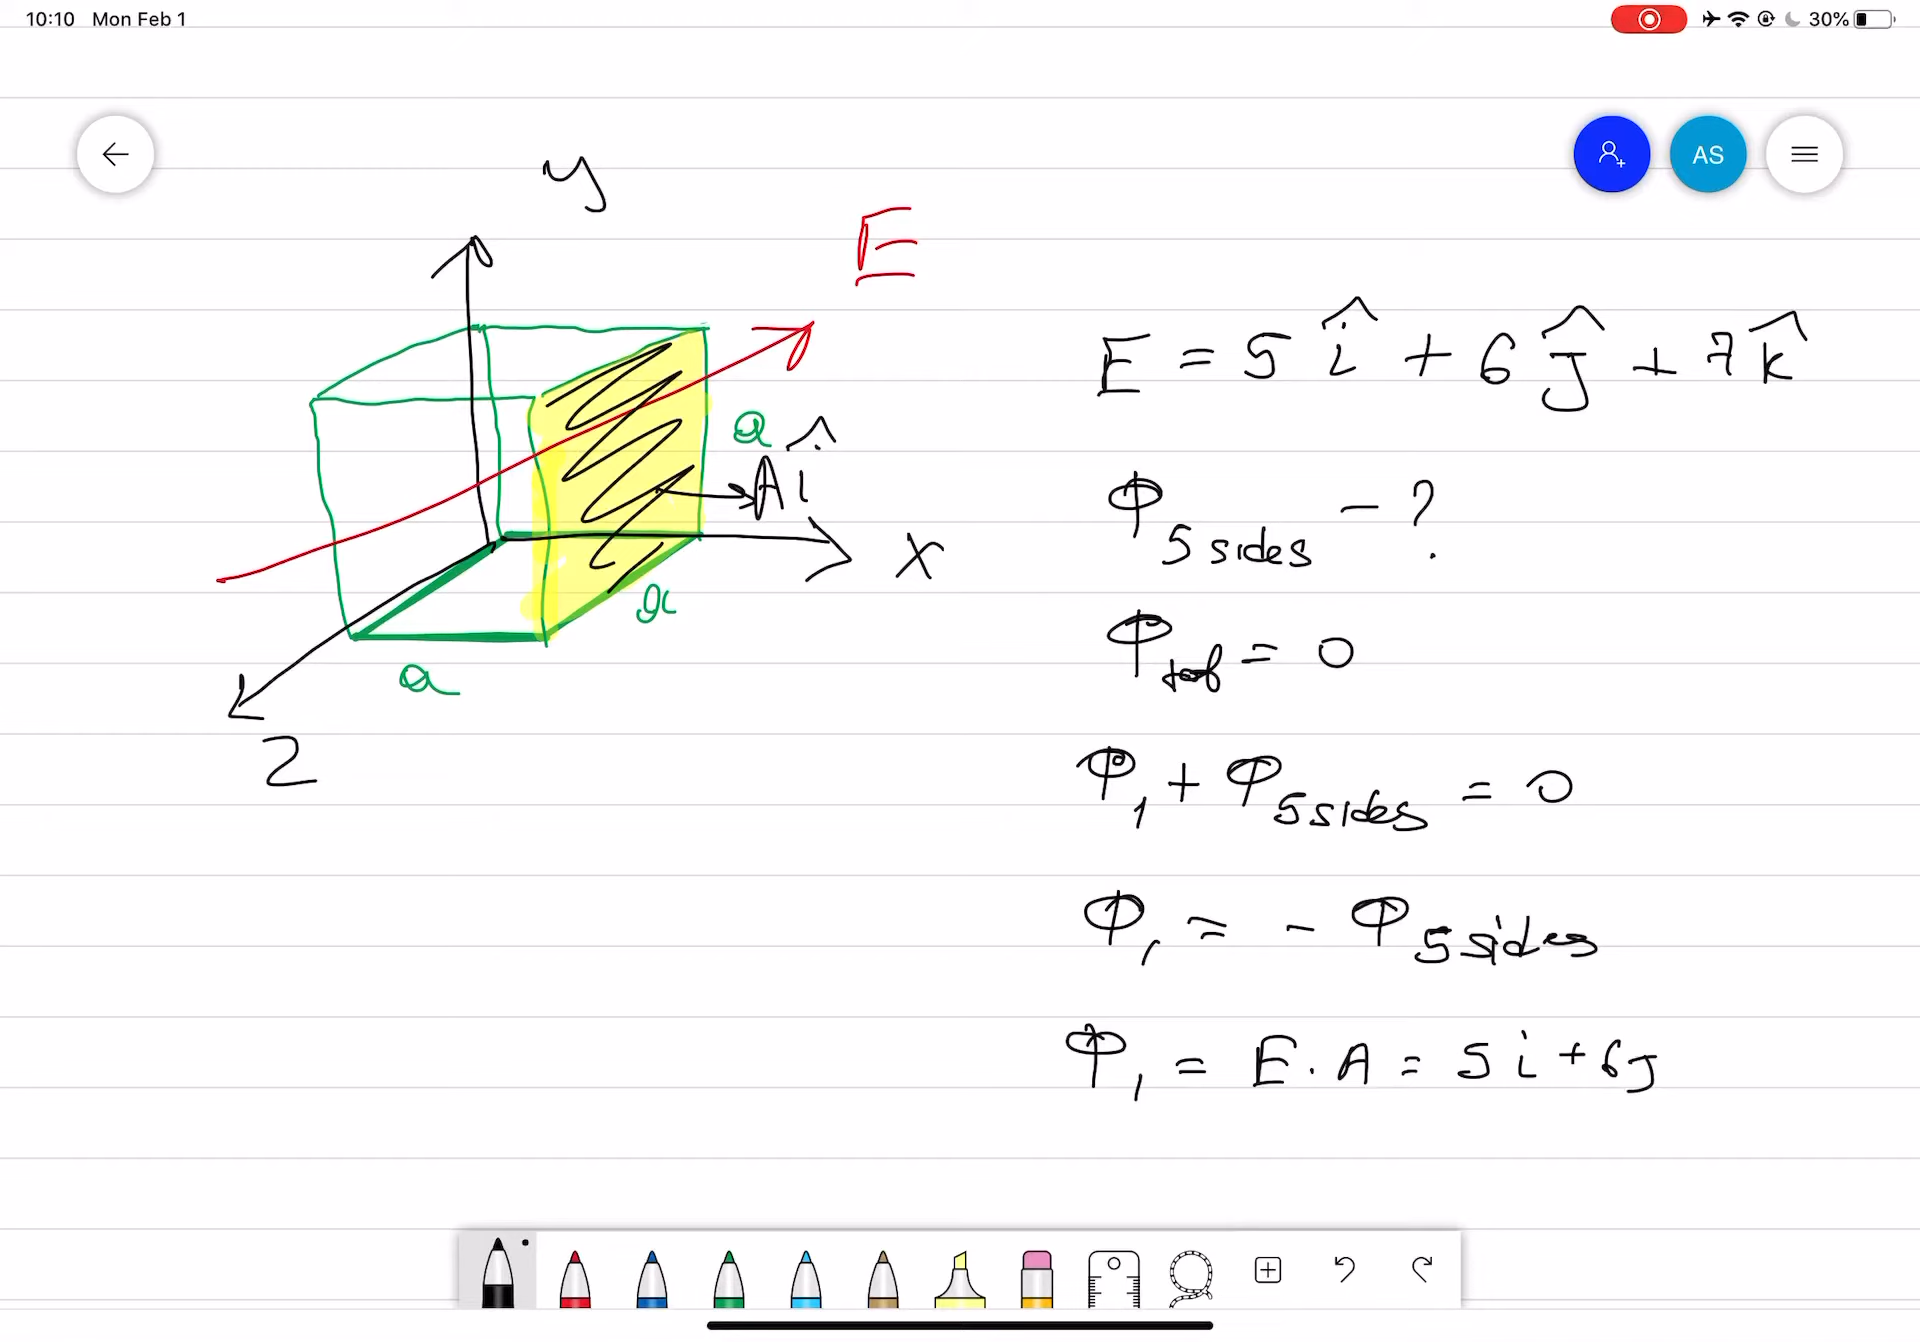 10:10 Mon Feb 1
30%
AS
y
E
a
A î
x
a
a
z
E = 5 î + 6 ĵ + 7 k̂
Φ 5 sides - ?
Φ tot = 0
Φ1 + Φ 5 sides = 0
Φ1 = - Φ 5 sides
Φ1 = E . A = 5 i + 6 J